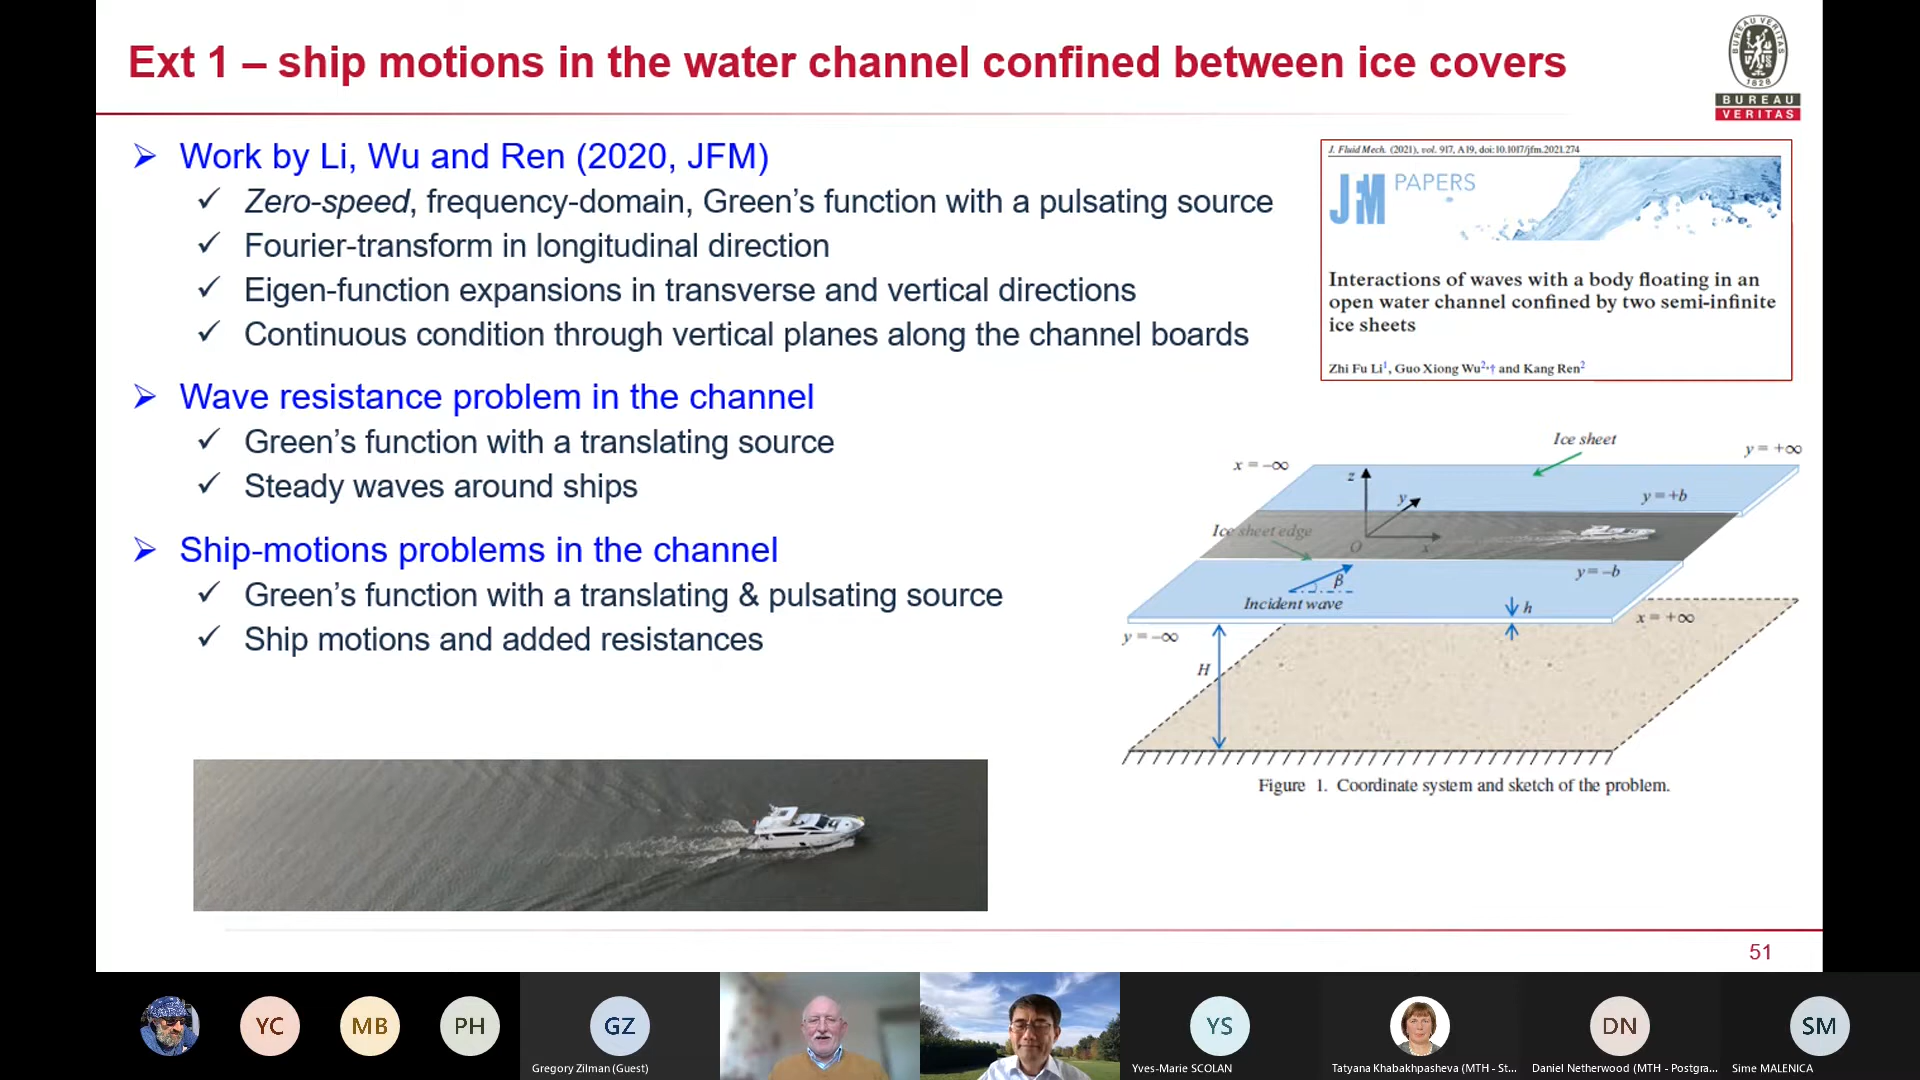 Ext 1 – ship motions in the water channel confined between ice covers
BUREAU VERITAS
1828
BUREAU
VERITAS
Work by Li, Wu and Ren (2020, JFM)
Zero-speed, frequency-domain, Green's function with a pulsating source
Fourier-transform in longitudinal direction
Eigen-function expansions in transverse and vertical directions
Continuous condition through vertical planes along the channel boards
Wave resistance problem in the channel
Green's function with a translating source
Steady waves around ships
Ship-motions problems in the channel
Green's function with a translating & pulsating source
Ship motions and added resistances
J. Fluid Mech. (2021), vol. 917, A19, doi:10.1017/jfm.2021.274
JFM PAPERS
Interactions of waves with a body floating in an
open water channel confined by two semi-infinite
ice sheets
Zhi Fu Li¹, Guo Xiong Wu²,† and Kang Ren²
Ice sheet
y = +∞
x = –∞
z
y
y = +b
Ice sheet edge
O
x
β
y = –b
Incident wave
h
x = +∞
y = –∞
H
Figure 1. Coordinate system and sketch of the problem.
51
YC
MB
PH
GZ
YS
DN
SM
Gregory Zilman (Guest)
Yves-Marie SCOLAN
Tatyana Khabakhpasheva (MTH - St...
Daniel Netherwood (MTH - Postgra...
Sime MALENICA